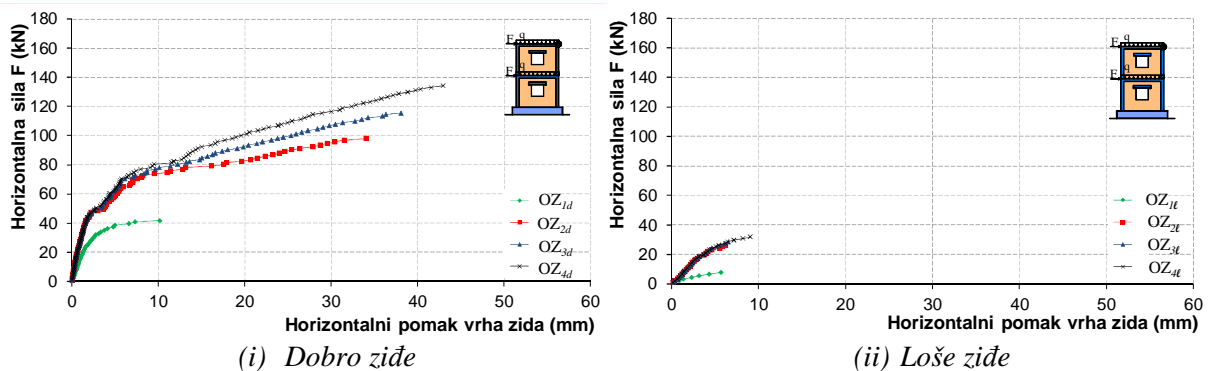 Horizontalna sila F (kN)
180
160
140
120
100
80
60
40
20
0
F
q
F
q
OZ1d
OZ2d
OZ3d
OZ4d
0 10 20 30 40 50 60
Horizontalni pomak vrha zida (mm)
(i) Dobro ziđe
Horizontalna sila F (kN)
180
160
140
120
100
80
60
40
20
0
F
q
F
q
OZ1ℓ
OZ2ℓ
OZ3ℓ
OZ4ℓ
0 10 20 30 40 50 60
Horizontalni pomak vrha zida (mm)
(ii) Loše ziđe